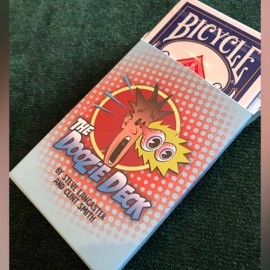 BICYCLE
THE
DOOZIE DECK
BY STEVE LANCASTER
AND CLINT SMITH